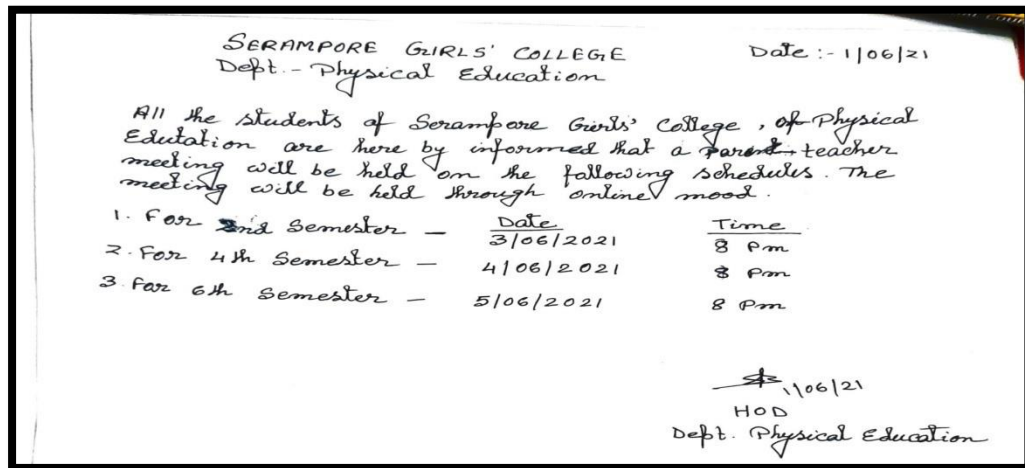 SERAMPORE GIRLS' COLLEGE Date :- 1/06/21
Deptt. - Physical Education
All the students of Serampore Girls' College, of Physical
Edutation are here by informed that a Parent teacher
meeting will be held on the following schedules. The
meeting will be held through online mood.
Date Time
1. For 2nd Semester – 3/06/2021 8 Pm
2. For 4th Semester – 4/06/2021 8 Pm
3. For 6th Semester – 5/06/2021 8 Pm
1/06/21
HOD
Deptt. Physical Education